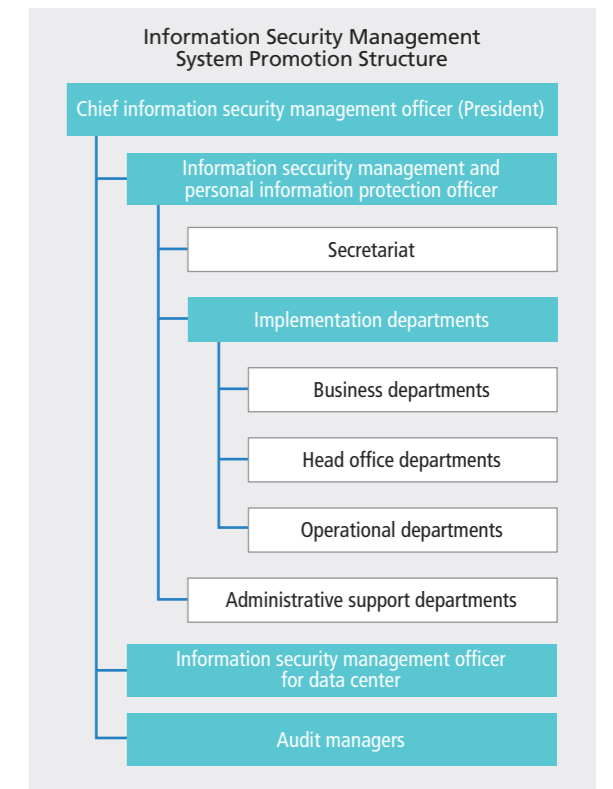 Information Security Management
System Promotion Structure
Chief information security management officer (President)
Information seccurity management and
personal information protection officer
Secretariat
Implementation departments
Business departments
Head office departments
Operational departments
Administrative support departments
Information security management officer
for data center
Audit managers